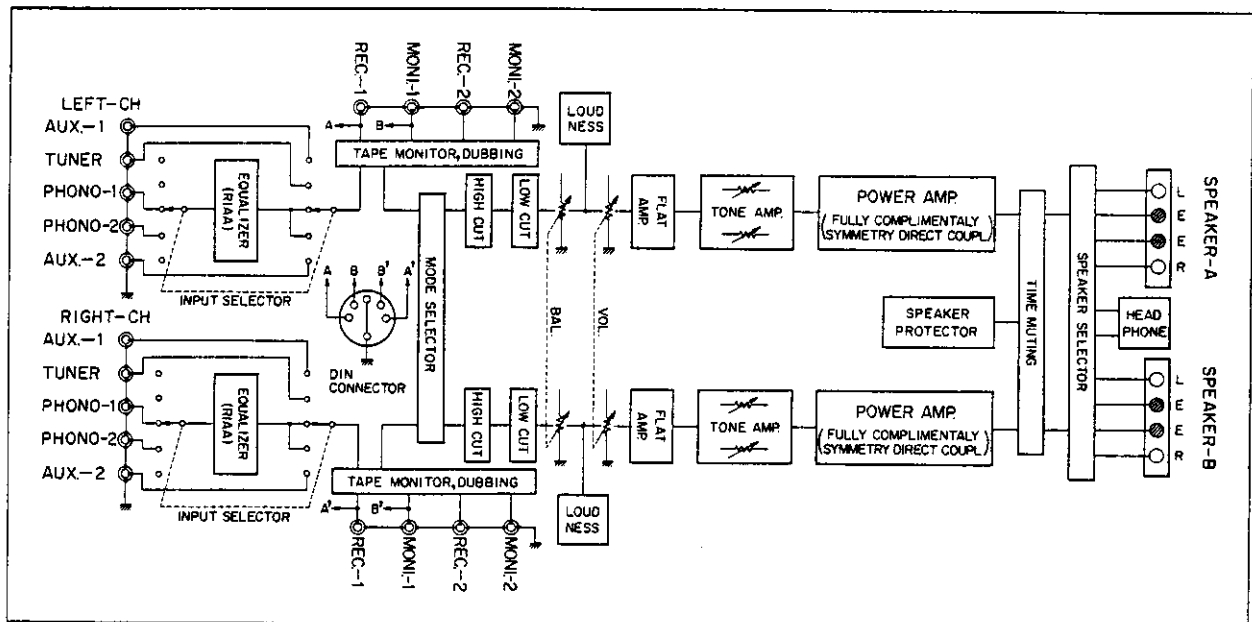 LEFT-CH
AUX.-1
TUNER
PHONO-1
PHONO-2
AUX.-2
EQUALIZER
(RIAA)
INPUT SELECTOR
REC.-1
MONI.-1
REC.-2
MONI.-2
A
B
TAPE MONITOR, DUBBING
A
B
B'
A'
DIN
CONNECTOR
MODE SELECTOR
HIGH CUT
LOW CUT
LOUD
NESS
BAL.
VOL.
FLAT
AMP.
TONE AMP.
POWER AMP.
(FULLY COMPLIMENTALY
SYMMETRY DIRECT COUPL)
SPEAKER
PROTECTOR
TIME MUTING
SPEAKER SELECTOR
L
E
E
R
SPEAKER-A
HEAD
PHONE
L
E
E
R
SPEAKER-B
RIGHT-CH
AUX.-1
TUNER
PHONO-1
PHONO-2
AUX.-2
EQUALIZER
(RIAA)
INPUT SELECTOR
TAPE MONITOR, DUBBING
A'
B'
REC.-1
MONI.-1
REC.-2
MONI.-2
HIGH CUT
LOW CUT
LOUD
NESS
FLAT
AMP.
TONE AMP.
POWER AMP.
(FULLY COMPLIMENTALY
SYMMETRY DIRECT COUPL)